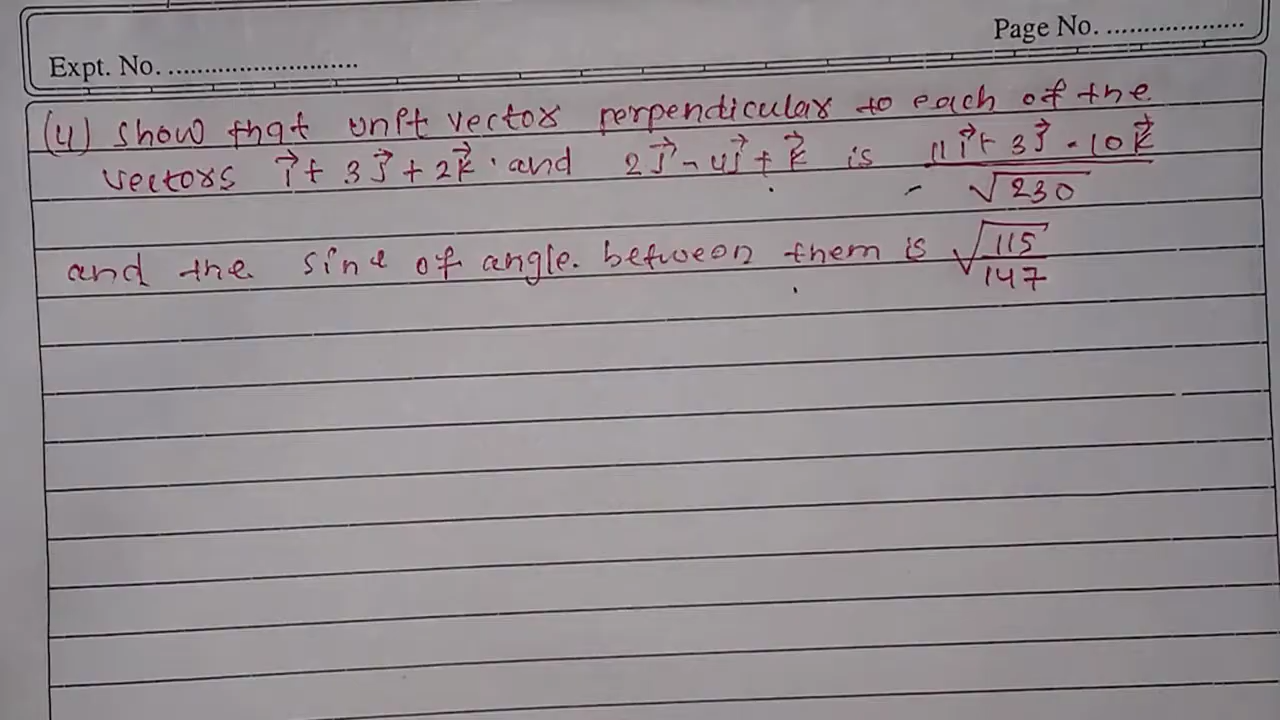 Page No. ....................
Expt. No. ...........................
(4) show that unit vector perpendicular to each of the
vectors i⃗ + 3j⃗ + 2k⃗ . and 2j⃗ - 4j⃗ + k⃗ is 11i⃗ + 3j⃗ - 10k⃗
√230
and the sine of angle. between them is √115
147